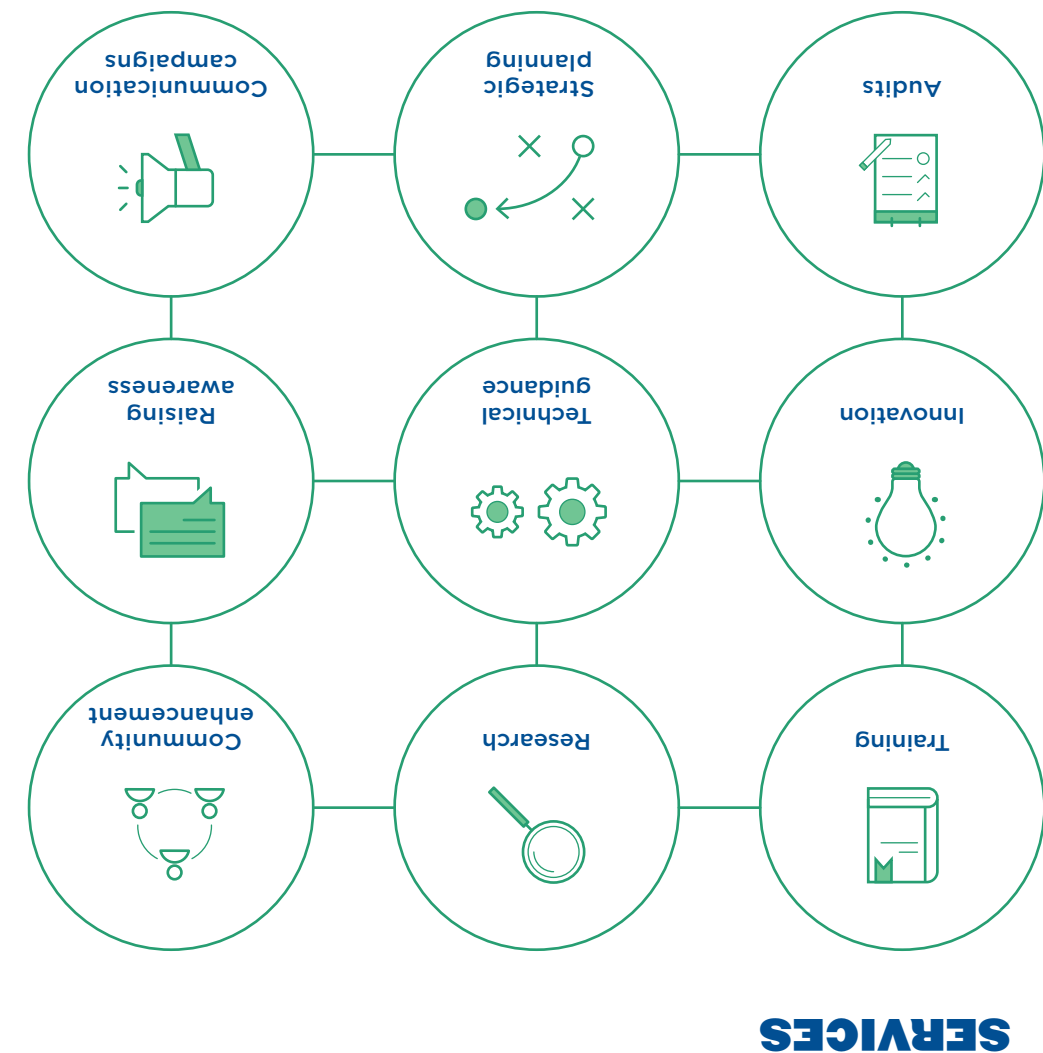 SERVICES
Training
Research
Community
enhancement
Innovation
Technical
guidance
Raising
awareness
Audits
Strategic
planning
Communication
campaigns